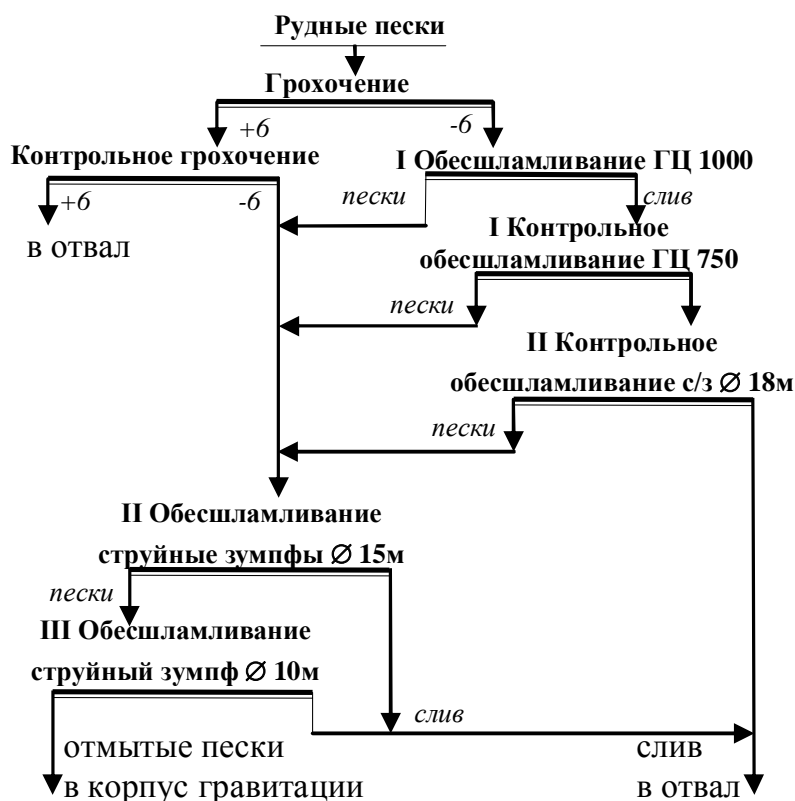 Рудные пески
Грохочение
+6
-6
Контрольное грохочение
I Обесшламливание ГЦ 1000
+6
-6
пески
слив
в отвал
I Контрольное
обесшламливание ГЦ 750
пески
II Контрольное
обесшламливание с/з ∅ 18м
пески
II Обесшламливание
струйные зумпфы ∅ 15м
пески
III Обесшламливание
струйный зумпф ∅ 10м
слив
отмытые пески
в корпус гравитации
слив
в отвал